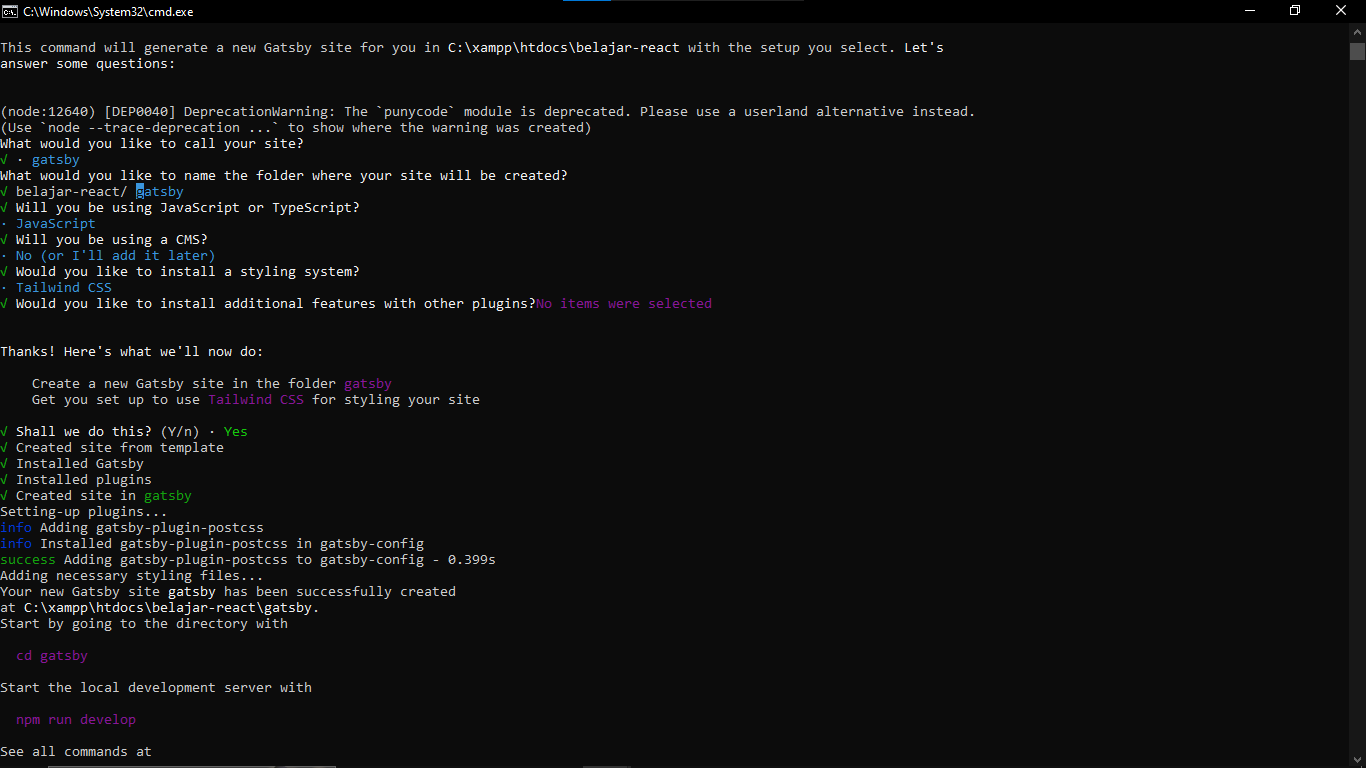 C:\Windows\System32\cmd.exe
This command will generate a new Gatsby site for you in C:\xampp\htdocs\belajar-react with the setup you select. Let's
answer some questions:
(node:12640) [DEP0040] DeprecationWarning: The `punycode` module is deprecated. Please use a userland alternative instead.
(Use `node --trace-deprecation ...` to show where the warning was created)
What would you like to call your site?
√ · gatsby
What would you like to name the folder where your site will be created?
√ belajar-react/ gatsby
√ Will you be using JavaScript or TypeScript?
· JavaScript
√ Will you be using a CMS?
· No (or I'll add it later)
√ Would you like to install a styling system?
· Tailwind CSS
√ Would you like to install additional features with other plugins?No items were selected
Thanks! Here's what we'll now do:
Create a new Gatsby site in the folder gatsby
Get you set up to use Tailwind CSS for styling your site
√ Shall we do this? (Y/n) · Yes
√ Created site from template
√ Installed Gatsby
√ Installed plugins
√ Created site in gatsby
Setting-up plugins...
info Adding gatsby-plugin-postcss
info Installed gatsby-plugin-postcss in gatsby-config
success Adding gatsby-plugin-postcss to gatsby-config - 0.399s
Adding necessary styling files...
Your new Gatsby site gatsby has been successfully created
at C:\xampp\htdocs\belajar-react\gatsby.
Start by going to the directory with
cd gatsby
Start the local development server with
npm run develop
See all commands at